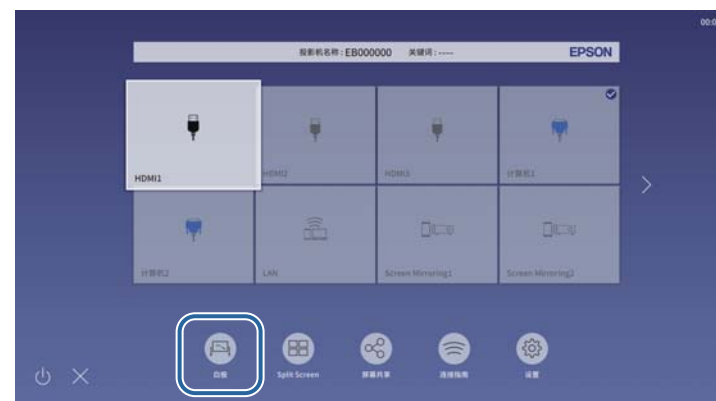 00:0
投影机名称 : EB000000 关键词 : ----
EPSON
HDMI1
HDMI2
HDMI3
计算机1
计算机2
LAN
Screen Mirroring1
Screen Mirroring2
白板
Split Screen
屏幕共享
连接指南
设置